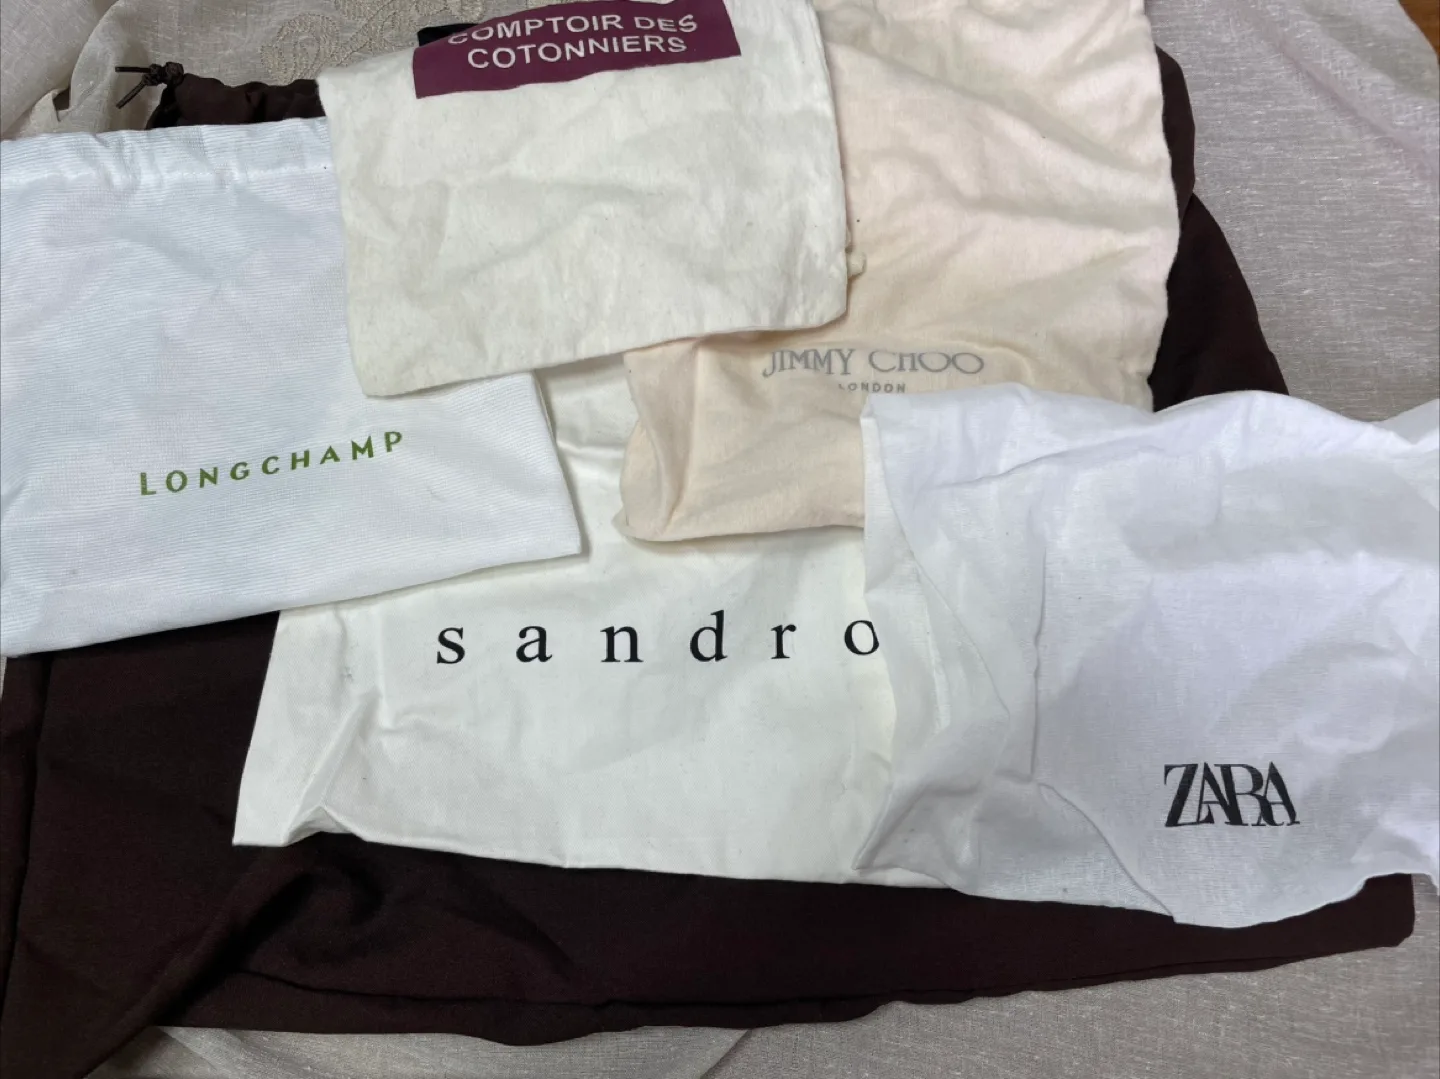 COMPTOIR DES
COTONNIERS
JIMMY CHOO
LONDON
LONGCHAMP
sandro
ZARA